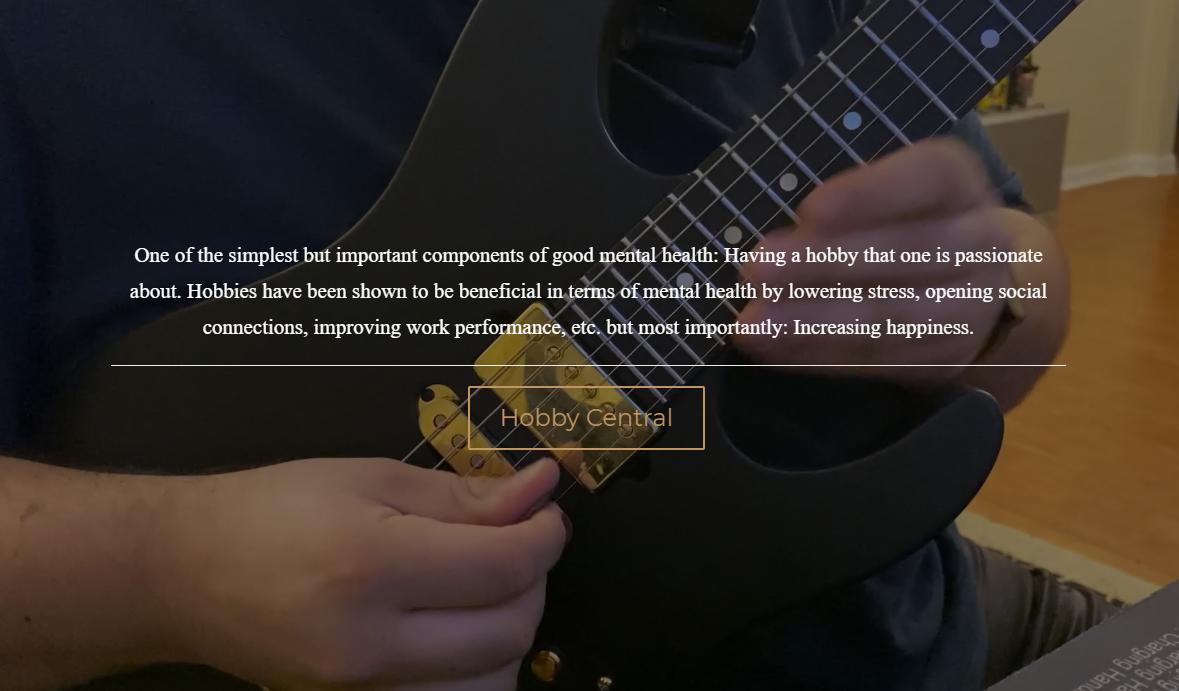 One of the simplest but important components of good mental health: Having a hobby that one is passionate
about. Hobbies have been shown to be beneficial in terms of mental health by lowering stress, opening social
connections, improving work performance, etc. but most importantly: Increasing happiness.
Hobby Central
Charging Hand